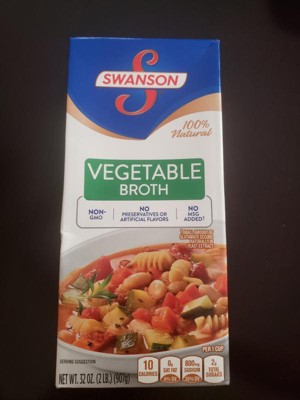 S
SWANSON
100%
Natural
VEGETABLE
BROTH
NON-
GMO
NO
PRESERVATIVES OR
ARTIFICIAL FLAVORS
NO
MSG
ADDED†
PER 1 CUP
10
CALORIES
0g
SAT FAT
800mg
SODIUM
2g
TOTAL
SUGARS
SERVING SUGGESTION
NET WT. 32 OZ. (2 LB.) (907g)